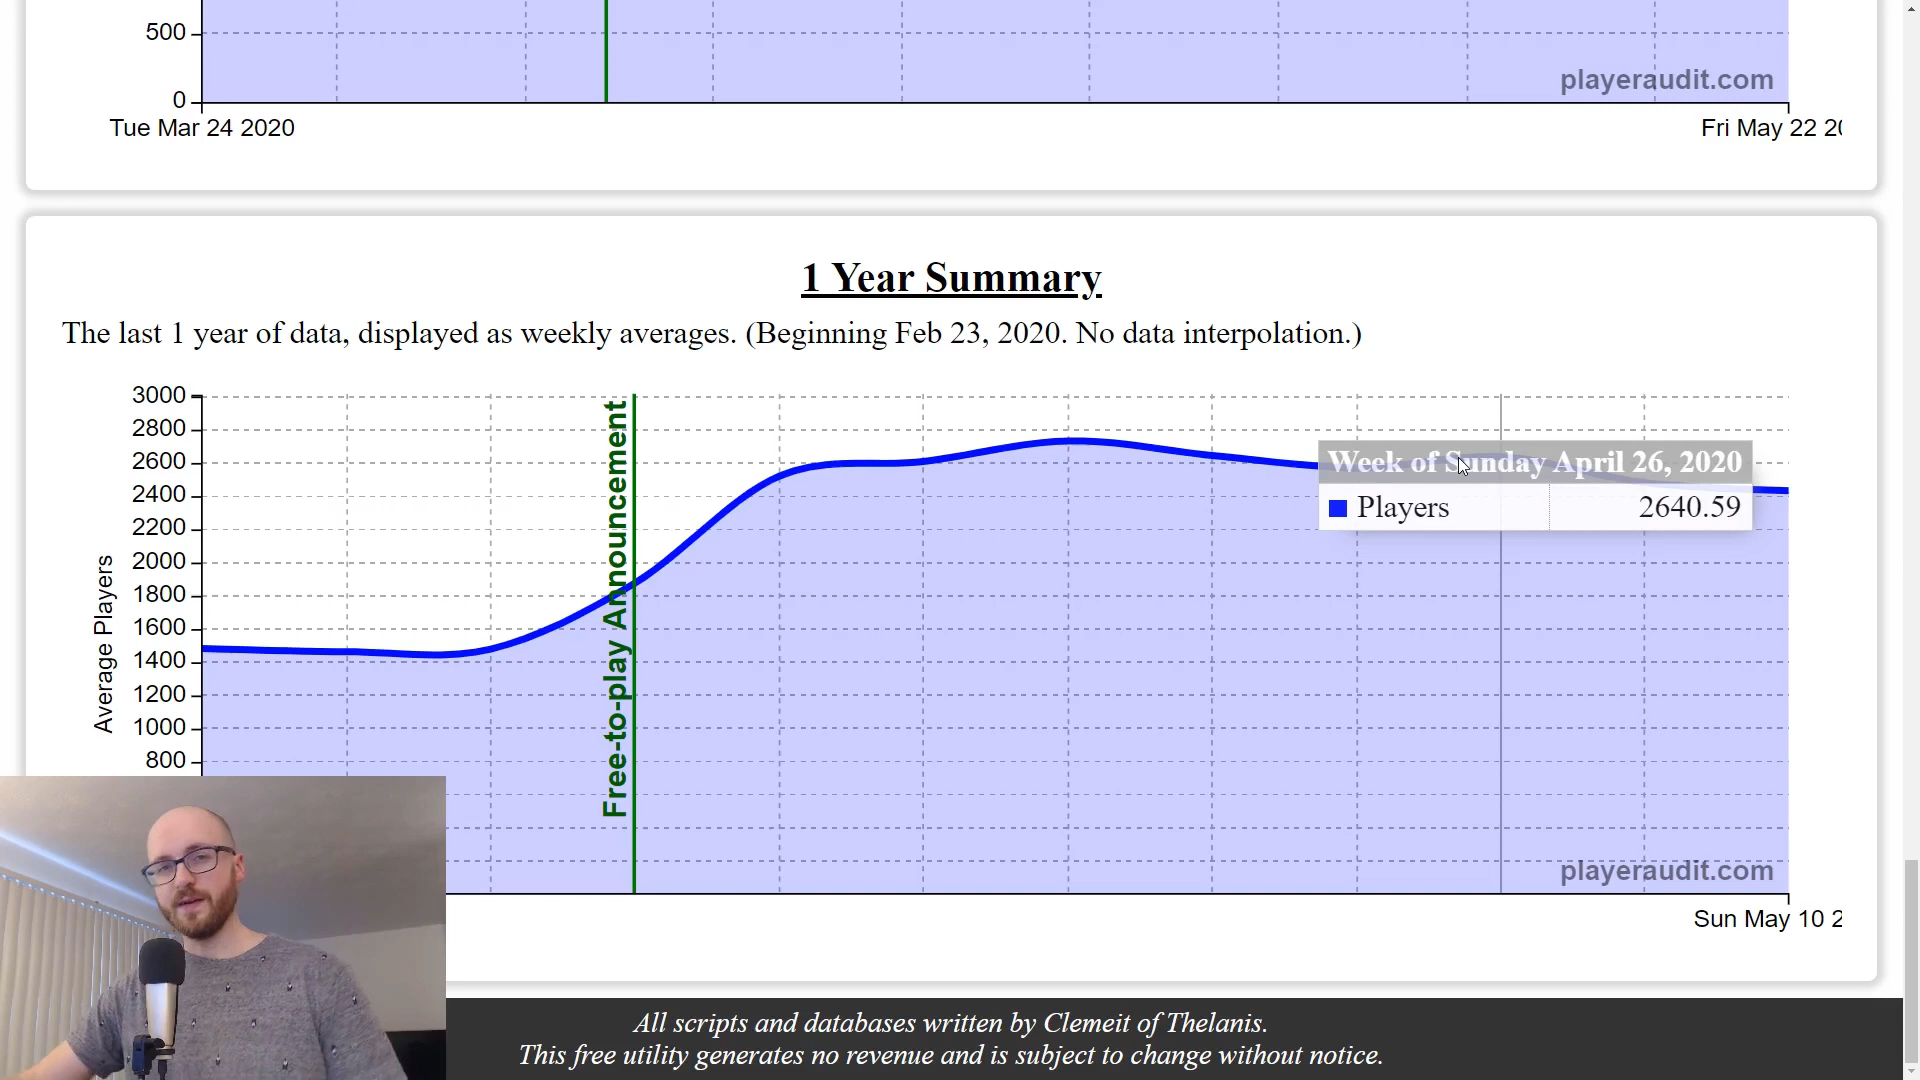 500
0
playeraudit.com
Tue Mar 24 2020
Fri May 22 20
1 Year Summary
The last 1 year of data, displayed as weekly averages. (Beginning Feb 23, 2020. No data interpolation.)
3000
2800
2600
2400
2200
2000
1800
1600
1400
1200
1000
800
Average Players
Free-to-play Announcement
Week of Sunday April 26, 2020
Players 2640.59
playeraudit.com
Sun May 10 2
All scripts and databases written by Clemeit of Thelanis.
This free utility generates no revenue and is subject to change without notice.